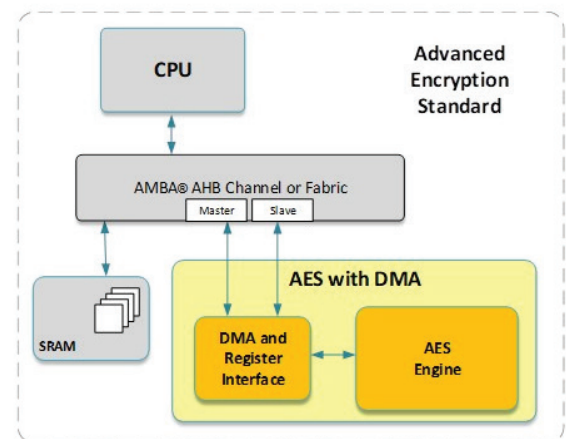 Advanced
Encryption
Standard
CPU
AMBA® AHB Channel or Fabric
Master
Slave
AES with DMA
SRAM
DMA and
Register
Interface
AES
Engine